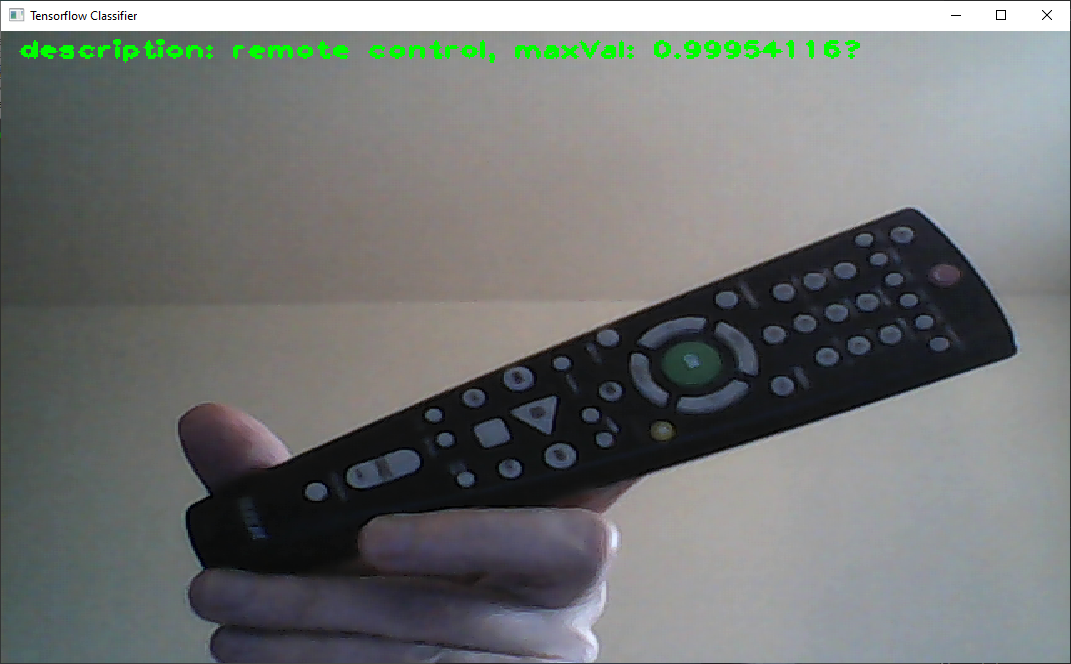 Tensorflow Classifier
description: remote control, maxVal: 0.99954116?